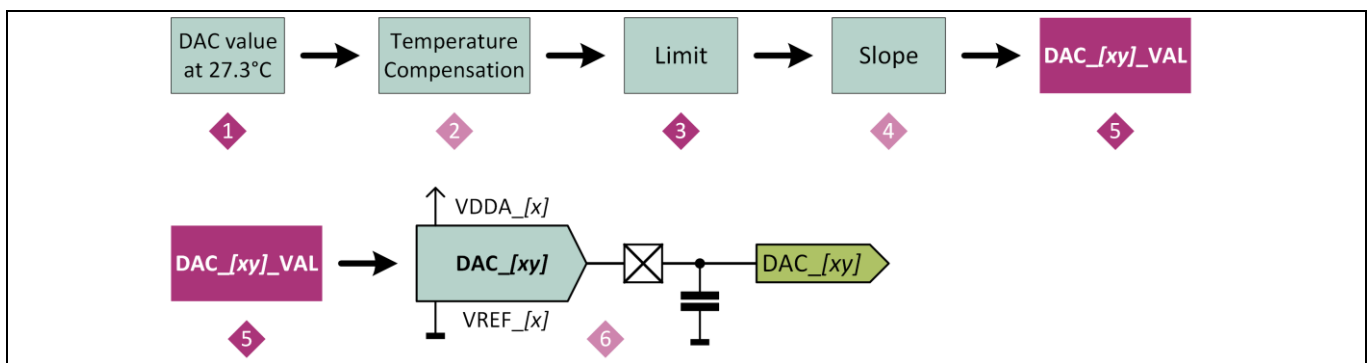 DAC value
at 27.3°C
Temperature
Compensation
Limit
Slope
DAC_[xy]_VAL
1
2
3
4
5
VDDA_[x]
DAC_[xy]_VAL
DAC_[xy]
DAC_[xy]
VREF_[x]
5
6